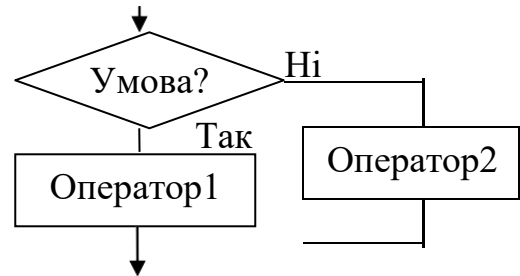 Умова?
Ні
Так
Оператор1
Оператор2